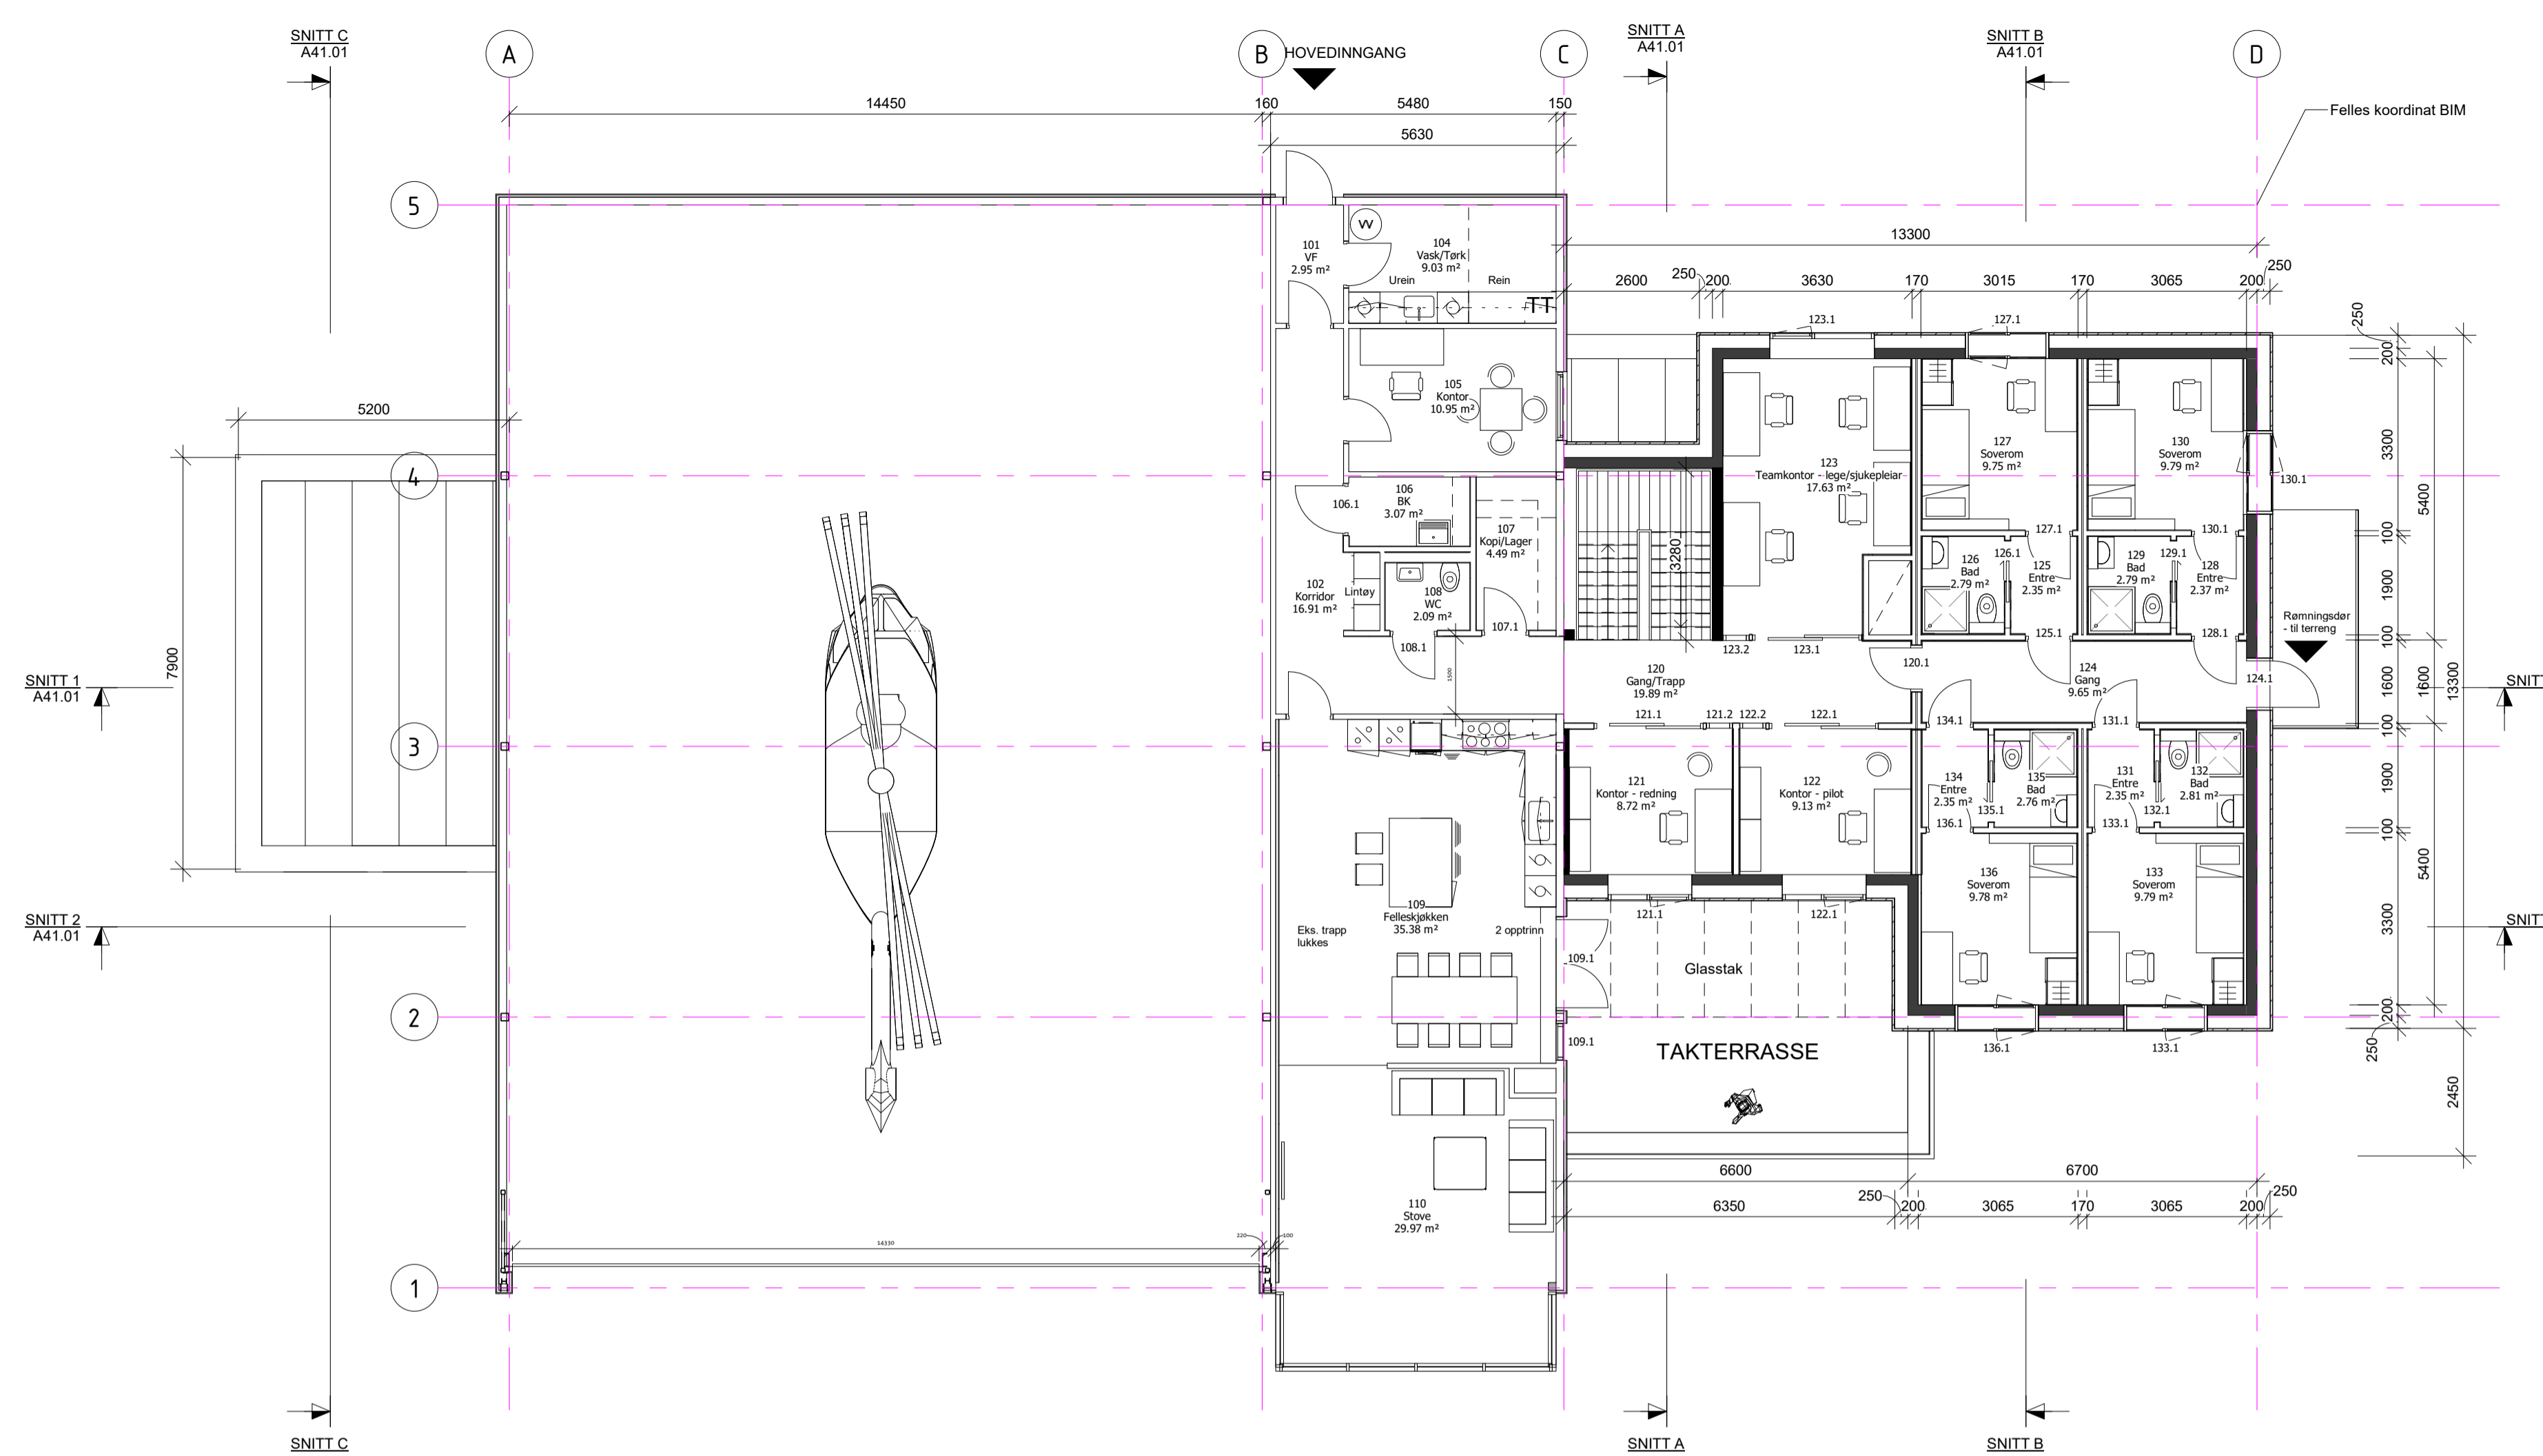 SNITT C
A41.01
A
B
HOVEDINNGANG
C
SNITT A
A41.01
SNITT B
A41.01
D
14450
160
5480
150
Felles koordinat BIM
5630
5
13300
101
VF
2.95 m²
W
104
Vask/Tørk
9.03 m²
Urein
Rein
TT
2600
250
200
3630
170
3015
170
3065
200
250
123.1
127.1
250
200
5200
105
Kontor
10.95 m²
4
106.1
106
BK
3.07 m²
107
Kopi/Lager
4.49 m²
123
Teamkontor - lege/sjukepleiar
17.63 m²
127
Soverom
9.75 m²
130
Soverom
9.79 m²
130.1
3300
5400
3280
127.1
130.1
100
102
Korridor
16.91 m²
Lintøy
108
WC
2.09 m²
107.1
108.1
126
Bad
2.79 m²
126.1
125
Entre
2.35 m²
129
Bad
2.79 m²
129.1
128
Entre
2.37 m²
1900
Rømningsdør
- til terreng
125.1
128.1
100
123.2
123.1
7900
SNITT 1
A41.01
1500
120
Gang/Trapp
19.89 m²
120.1
124
Gang
9.65 m²
124.1
1600
1600
13300
SNITT
121.1
121.2
122.2
122.1
134.1
131.1
100
3
121
Kontor - redning
8.72 m²
122
Kontor - pilot
9.13 m²
134
Entre
2.35 m²
135
Bad
2.76 m²
135.1
131
Entre
2.35 m²
132
Bad
2.81 m²
132.1
1900
136.1
133.1
100
136
Soverom
9.78 m²
133
Soverom
9.79 m²
5400
3300
SNITT 2
A41.01
SNITT
109
Felleskjøkken
35.38 m²
Eks. trapp
lukkes
2 opptrinn
121.1
122.1
109.1
Glasstak
2
200
109.1
TAKTERRASSE
136.1
133.1
250
2450
110
Stove
29.97 m²
6600
6700
6350
250
200
3065
170
3065
200
250
14330
220
100
1
SNITT C
SNITT A
SNITT B